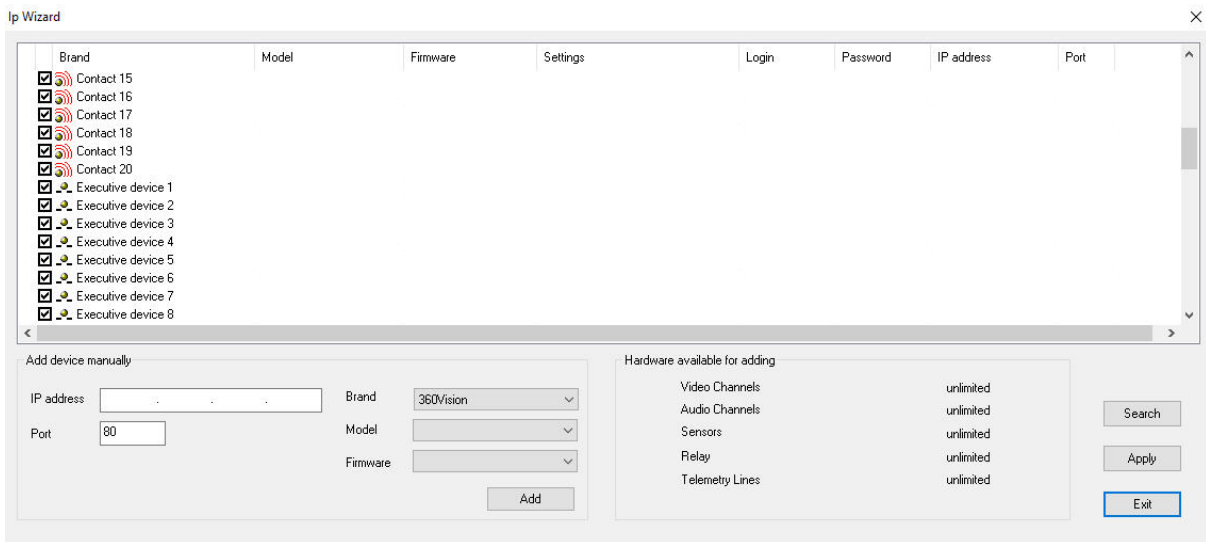 Ip Wizard
Brand Model Firmware Settings Login Password IP address Port
Contact 15
Contact 16
Contact 17
Contact 18
Contact 19
Contact 20
Executive device 1
Executive device 2
Executive device 3
Executive device 4
Executive device 5
Executive device 6
Executive device 7
Executive device 8
Add device manually
IP address . . .
Port 80
Brand 360Vision
Model
Firmware
Add
Hardware available for adding
Video Channels unlimited
Audio Channels unlimited
Sensors unlimited
Relay unlimited
Telemetry Lines unlimited
Search
Apply
Exit